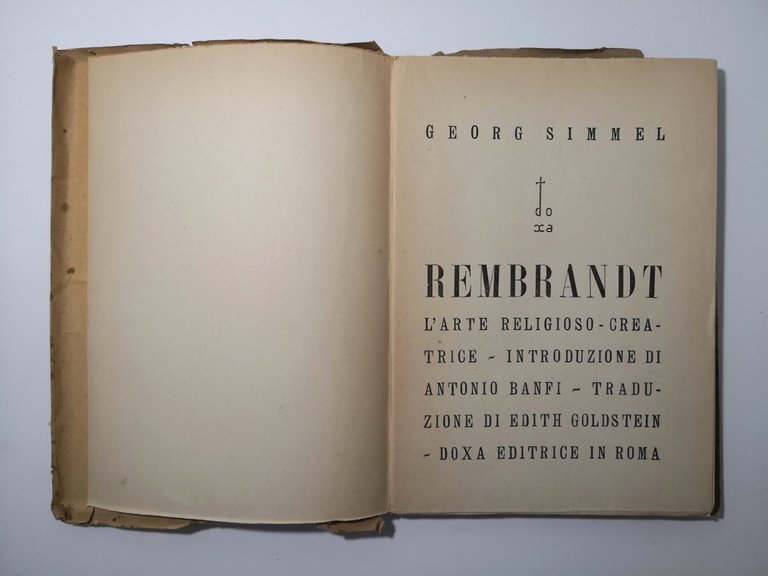 GEORG SIMMEL
do
xa
REMBRANDT
L'ARTE RELIGIOSO-CREA-
TRICE ~ INTRODUZIONE DI
ANTONIO BANFI ~ TRADU-
ZIONE DI EDITH GOLDSTEIN
~ DOXA EDITRICE IN ROMA